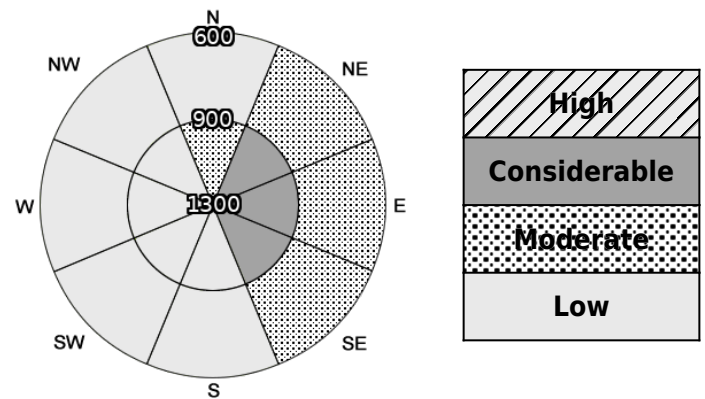 N
600
NW
NE
900
W
1300
E
SW
SE
S
High
Considerable
Moderate
Low